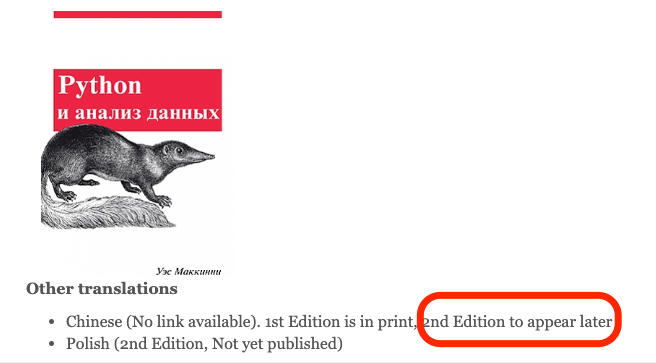 Python
и анализ данных
Уэс Маккинни
Other translations
• Chinese (No link available). 1st Edition is in print, 2nd Edition to appear later
• Polish (2nd Edition, Not yet published)